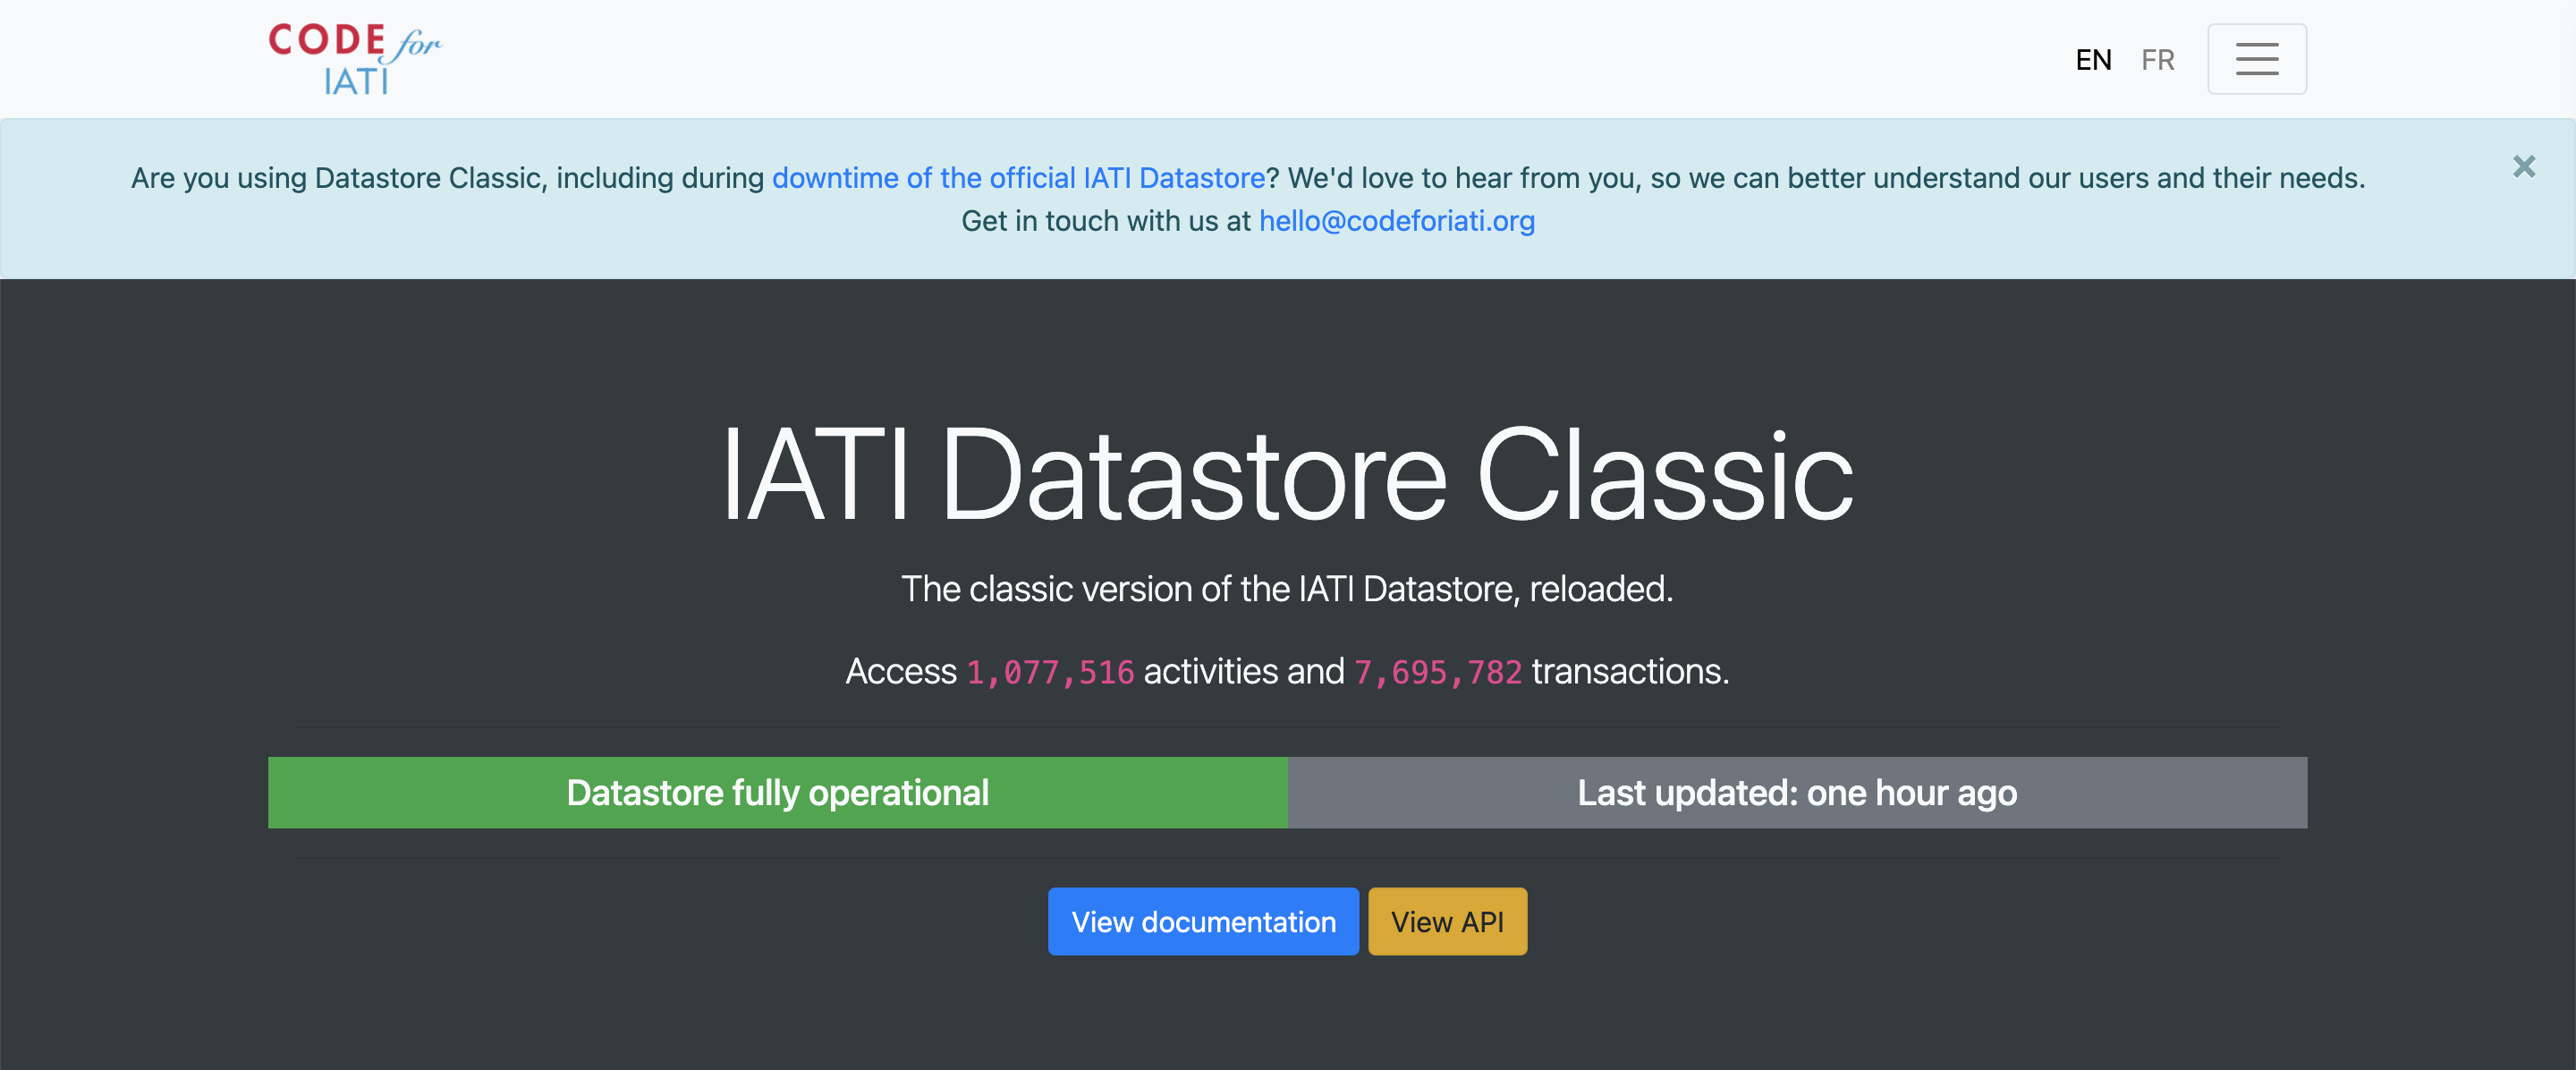 CODE for
IATI
EN FR
Are you using Datastore Classic, including during downtime of the official IATI Datastore? We'd love to hear from you, so we can better understand our users and their needs.
Get in touch with us at hello@codeforiati.org
×
IATI Datastore Classic
The classic version of the IATI Datastore, reloaded.
Access 1,077,516 activities and 7,695,782 transactions.
Datastore fully operational
Last updated: one hour ago
View documentation
View API